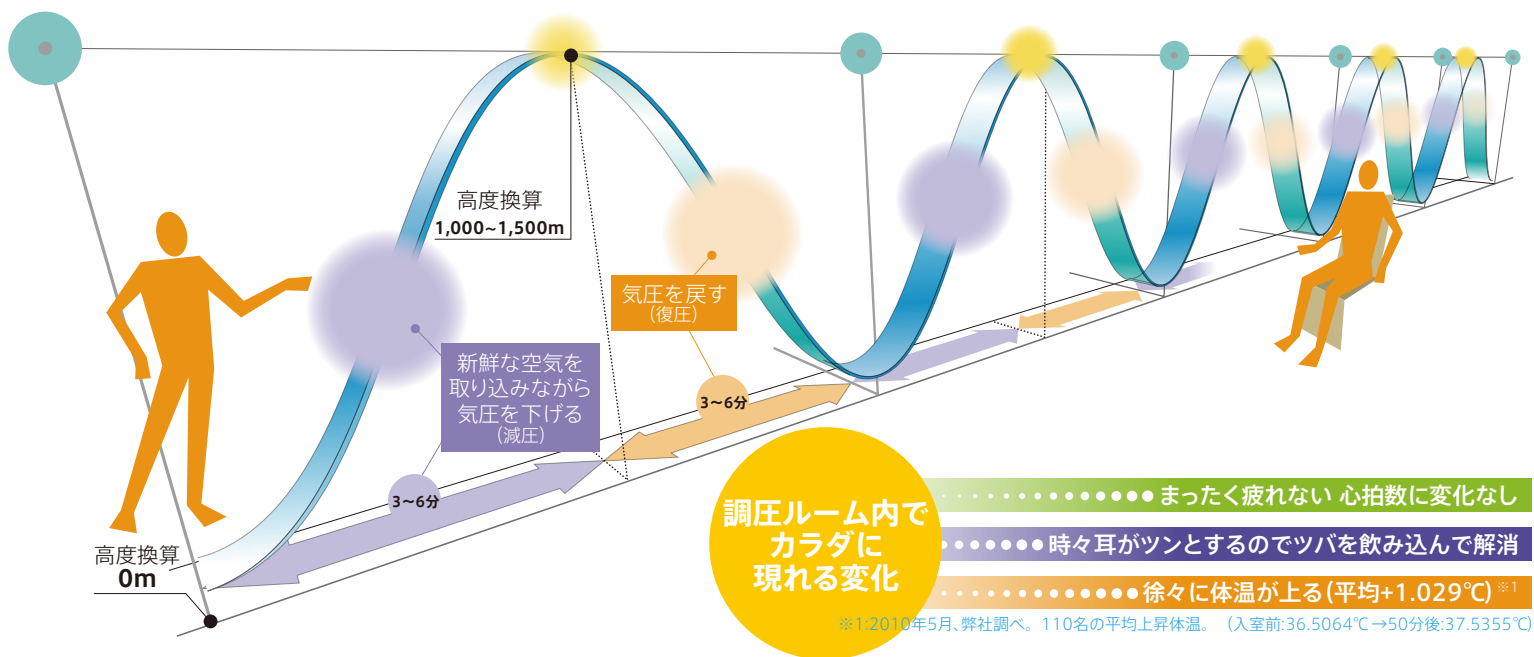 高度換算
1,000~1,500m
気圧を戻す
(復圧)
新鮮な空気を
取り込みながら
気圧を下げる
(減圧)
3〜6分
3〜6分
高度換算
0m
調圧ルーム内で
カラダに
現れる変化
まったく疲れない 心拍数に変化なし
時々耳がツンとするのでツバを飲み込んで解消
徐々に体温が上る(平均+1.029℃)※1
※1:2010年5月、弊社調べ。110名の平均上昇体温。 (入室前:36.5064℃→50分後:37.5355℃)